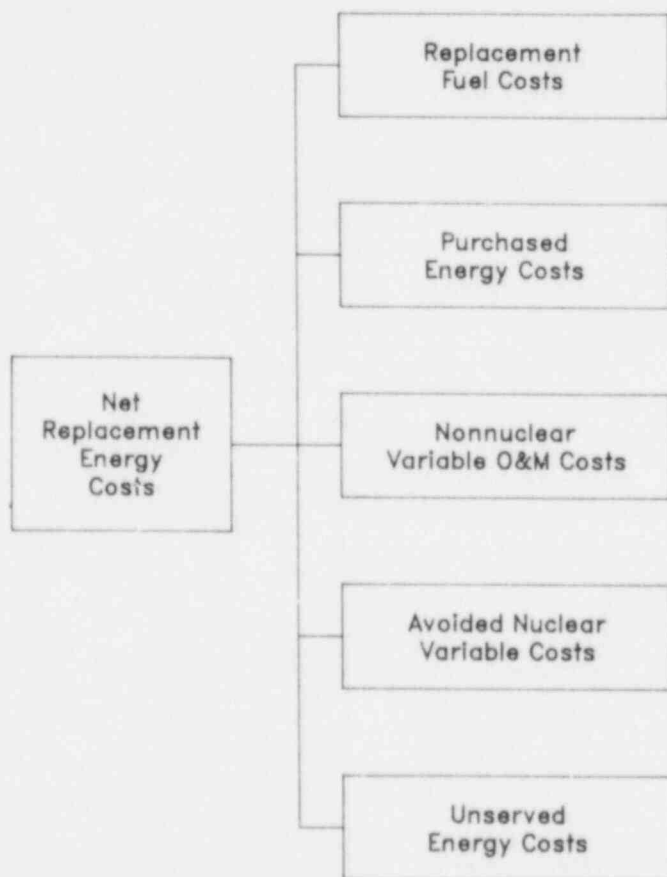 Replacement
Fuel Costs
Purchased
Energy Costs
Net
Replacement
Energy
Costs
Nonnuclear
Variable O&M Costs
Avoided Nuclear
Variable Costs
Unserved
Energy Costs